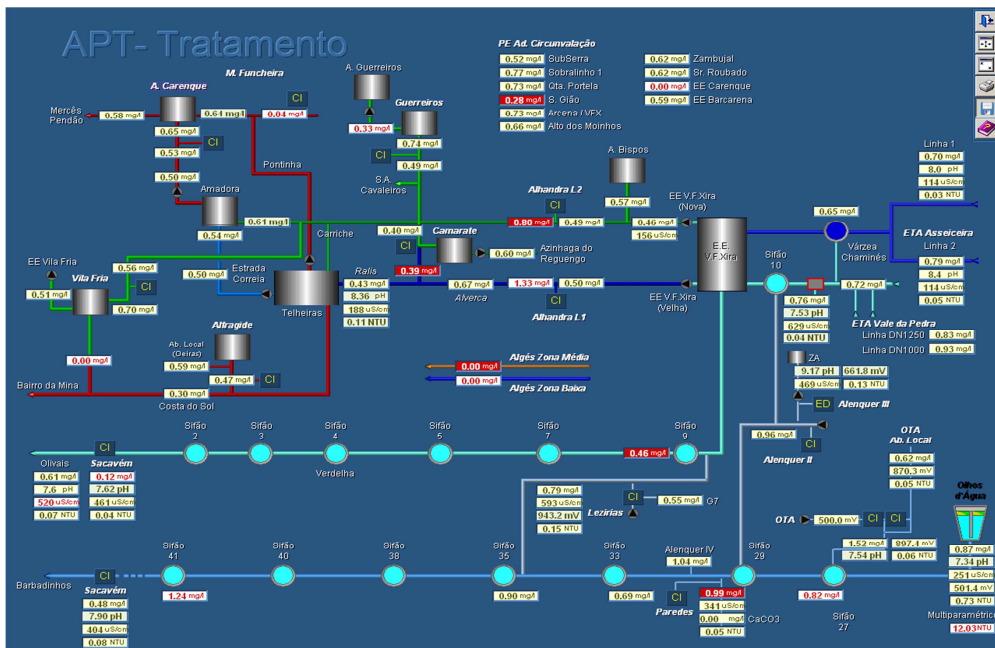 APT- Tratamento
PE Ad. Circunvalação
0.52 mg/l SubSerra
0.77 mg/l Sobralinho 1
0.73 mg/l Qta. Portela
0.28 mg/l S. Gião
0.73 mg/l Arcena / VFX
0.66 mg/l Alto dos Moinhos
0.62 mg/l Zambujal
0.62 mg/l Sr. Roubado
0.00 mg/l EE Carenque
0.59 mg/l EE Barcarena
M. Funcheira
A. Guerreiros
A. Carenque
CI
Guerreiros
Mercês
Pendão
0.58 mg/l
0.61 mg/l
0.04 mg/l
0.33 mg/l
0.65 mg/l
CI
0.53 mg/l
0.74 mg/l
CI
0.49 mg/l
Pontinha
0.50 mg/l
S.A.
Cavaleiros
Amadora
A. Bispos
Alhandra L2
CI
0.57 mg/l
EE V.F.Xira
(Nova)
Linha 1
0.70 mg/l
8.0 pH
114 uS/cm
0.03 NTU
0.61 mg/l
0.80 mg/l
0.49 mg/l
0.46 mg/l
156 uS/cm
0.65 mg/l
0.54 mg/l
Carriche
0.40 mg/l
CI
Camarate
0.60 mg/l
Azinhaga do
Reguengo
E.E.
V.F.Xira
Sifão
10
Várzea
Chaminés
ETA Asseiceira
Linha 2
0.79 mg/l
8.4 pH
114 uS/cm
0.05 NTU
EE Vila Fria
0.56 mg/l
CI
0.50 mg/l
Estrada
Correia
Ralis
0.39 mg/l
Vila Fria
0.51 mg/l
0.70 mg/l
Telheiras
0.43 mg/l
8,36 pH
188 uS/cm
0.11 NTU
0.67 mg/l
Alverca
1.33 mg/l
0.50 mg/l
CI
Alhandra L1
EE V.F.Xira
(Velha)
0.72 mg/l
0.76 mg/l
7.53 pH
629 uS/cm
0.04 NTU
ETA Vale da Pedra
Linha DN1250 0.83 mg/l
Linha DN1000 0.93 mg/l
Alfragide
Ab. Local
(Oeiras)
0.59 mg/l
0.47 mg/l
CI
0.00 mg/l
Bairro da Mina
0.30 mg/l
Costa do Sol
0.00 mg/l
Algés Zona Média
0.00 mg/l
Algés Zona Baixa
ZA
9.17 pH
661.8 mV
469 uS/cm
0.13 NTU
ED
Alenquer III
0.96 mg/l
CI
Alenquer II
Sifão
2
Sifão
3
Sifão
4
Sifão
5
Sifão
7
Sifão
9
0.46 mg/l
Verdelha
CI
Olivais
0.61 mg/l
7.6 pH
520 uS/cm
0.07 NTU
Sacavém
0.12 mg/l
7.62 pH
461 uS/cm
0.04 NTU
0.79 mg/l
593 uS/cm
943.2 mV
0.15 NTU
Lezirias
CI
0.55 mg/l
G7
OTA
Ab. Local
0.62 mg/l
870.3 mV
0.05 NTU
OTA
500.0 mV
CI
CI
1.52 mg/l
897.4 mV
7.54 pH
0.06 NTU
Olhos
d'Água
0.87 mg/l
7.34 pH
251 uS/cm
501.4 mV
0.73 NTU
Multiparamétrico
12.03 NTU
Sifão
41
Sifão
40
Sifão
38
Sifão
35
Sifão
33
Alenquer IV
1.04 mg/l
Sifão
29
Barbadinhos
CI
Sacavém
0.48 mg/l
7.90 pH
404 uS/cm
0.08 NTU
1.24 mg/l
0.90 mg/l
0.69 mg/l
CI
Paredes
0.99 mg/l
341 uS/cm
0.00 mg/l CaCO3
0.05 NTU
0.82 mg/l
Sifão
27